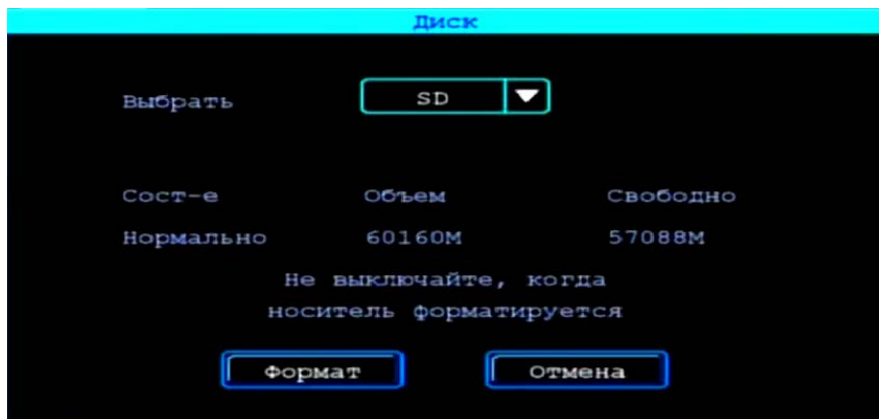 Диск
Выбрать SD
Сост-е Объем Свободно
Нормально 60160M 57088M
Не выключайте, когда
носитель форматируется
Формат Отмена